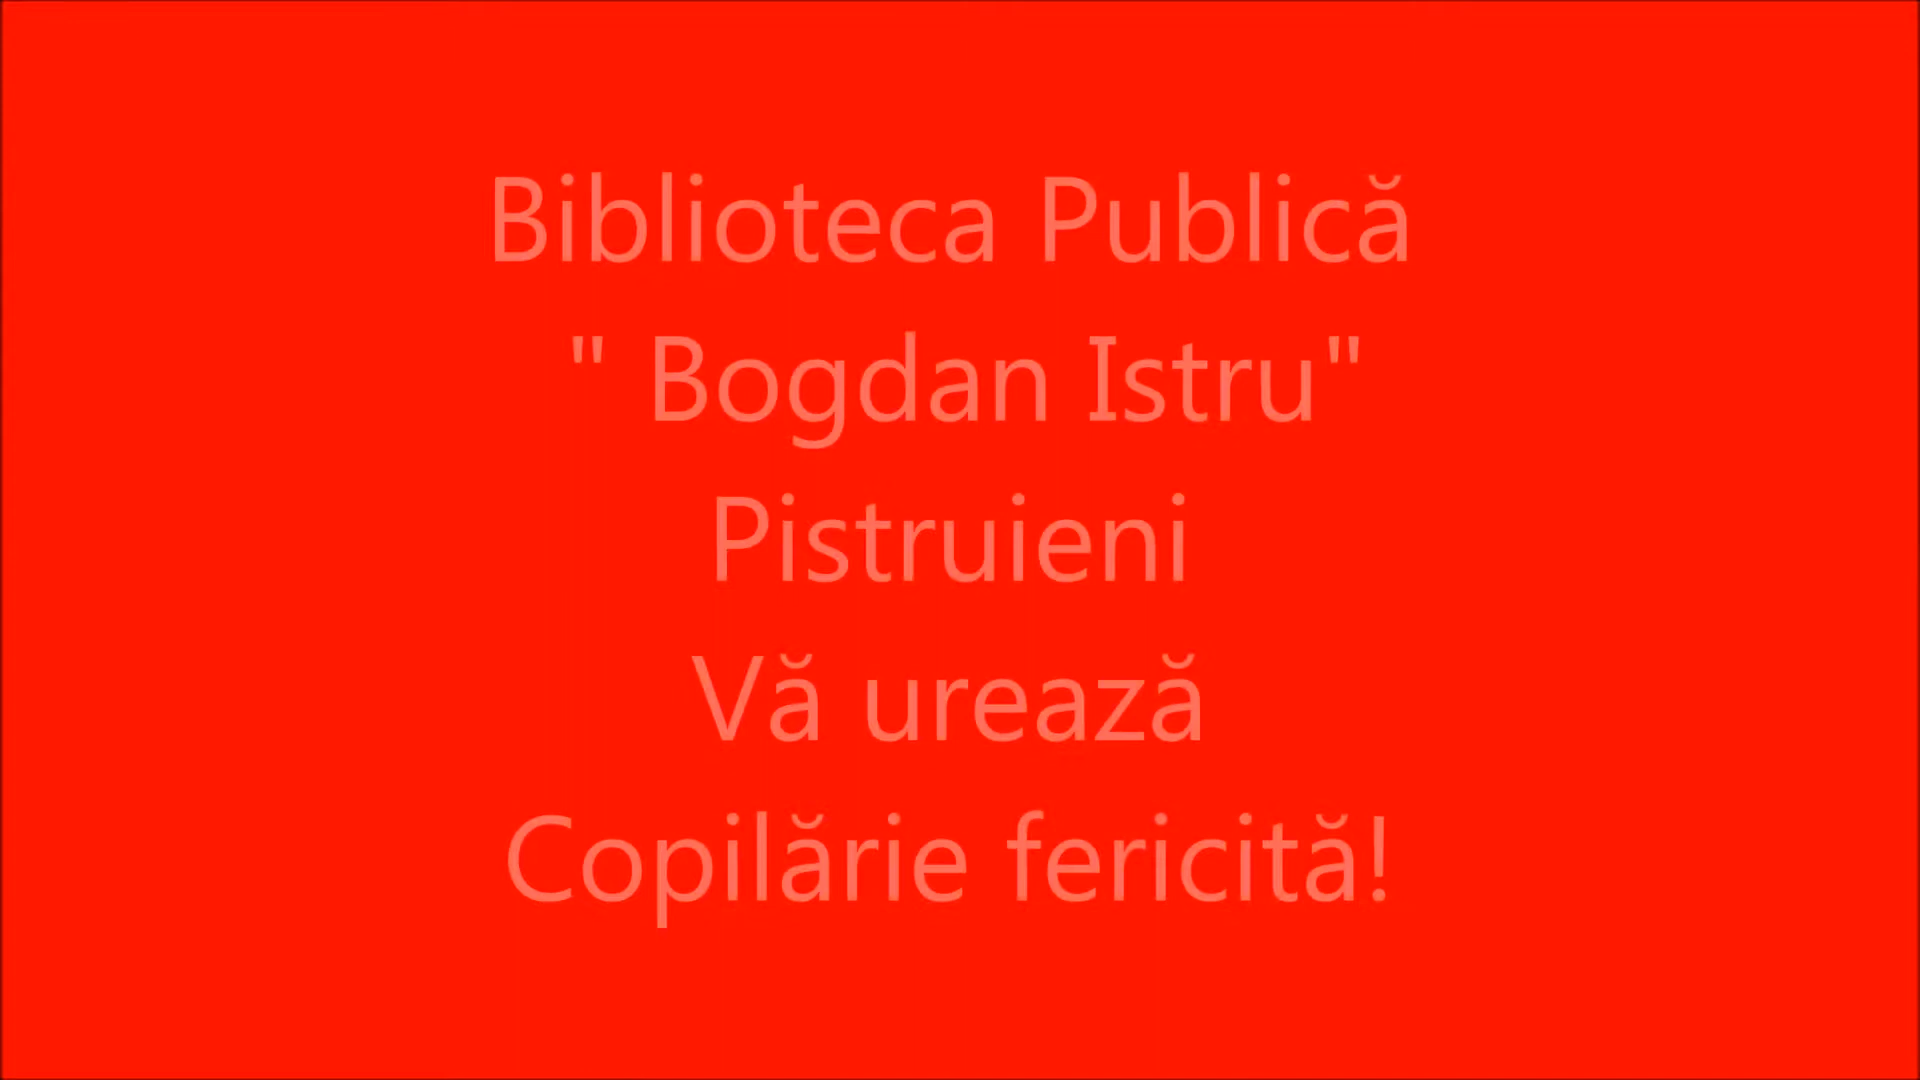 Biblioteca Publică
" Bogdan Istru"
Pistruieni
Vă urează
Copilărie fericită!